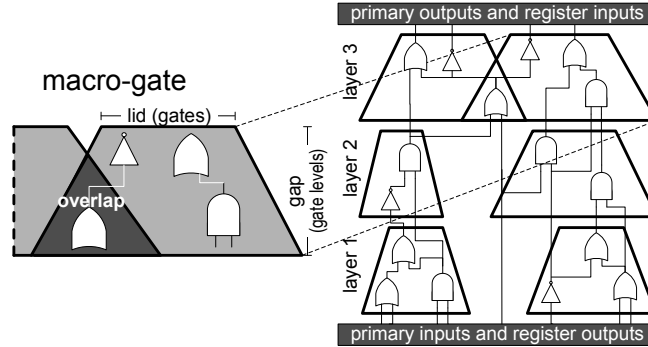 primary outputs and register inputs
macro-gate
lid (gates)
overlap
gap
(gate levels)
layer 3
layer 2
layer 1
primary inputs and register outputs